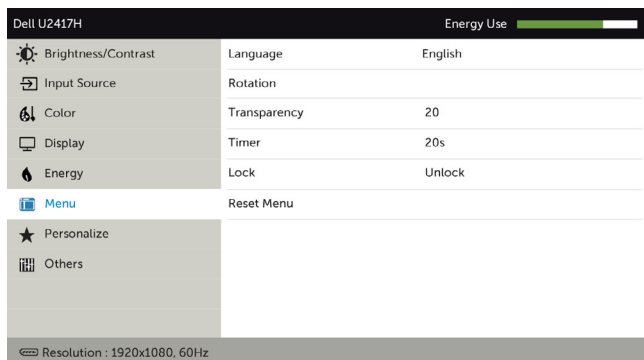 Dell U2417H Energy Use
Brightness/Contrast Language English
Input Source Rotation
Color Transparency 20
Display Timer 20s
Energy Lock Unlock
Menu Reset Menu
Personalize
Others
Resolution : 1920x1080, 60Hz